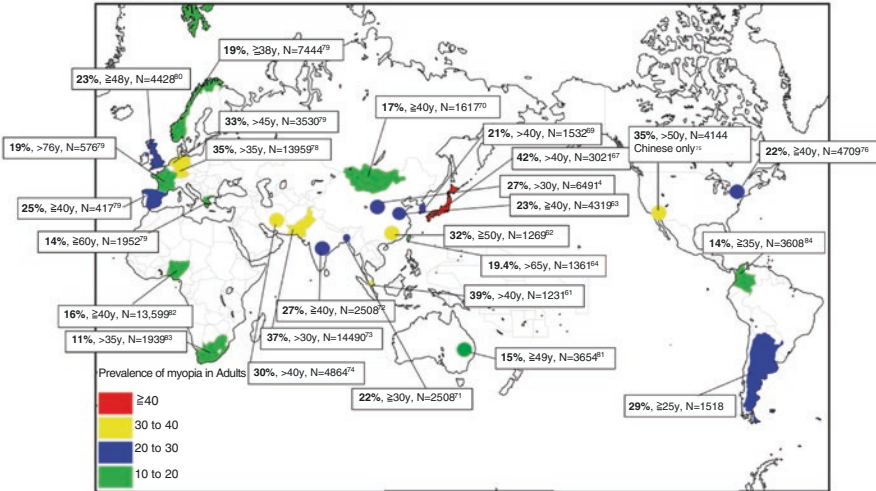 19%, ≧38y, N=7444⁷⁹
23%, ≧48y, N=4428⁸⁰
33%, >45y, N=3530⁷⁹
17%, ≧40y, N=1617⁷⁰
21%, >40y, N=1532⁶⁹
35%, >50y, N=4144
Chinese only⁷⁵
19%, >76y, N=576⁷⁹
35%, >35y, N=13959⁷⁸
42%, >40y, N=3021⁶⁷
22%, ≧40y, N=4709⁷⁶
27%, >30y, N=6491⁴
25%, ≧40y, N=417⁷⁹
23%, ≧40y, N=4319⁶³
14%, ≧60y, N=1952⁷⁹
32%, ≧50y, N=1269⁶²
14%, ≧35y, N=3608⁸⁴
19.4%, >65y, N=1361⁶⁴
39%, >40y, N=1231⁶¹
16%, ≧40y, N=13,599⁸²
27%, ≧40y, N=2508⁷²
11%, >35y, N=1939⁸³
37%, >30y, N=14490⁷³
15%, ≧49y, N=3654⁸¹
30%, >40y, N=4864⁷⁴
22%, ≧30y, N=2508⁷¹
29%, ≧25y, N=1518
Prevalence of myopia in Adults
≧40
30 to 40
20 to 30
10 to 20